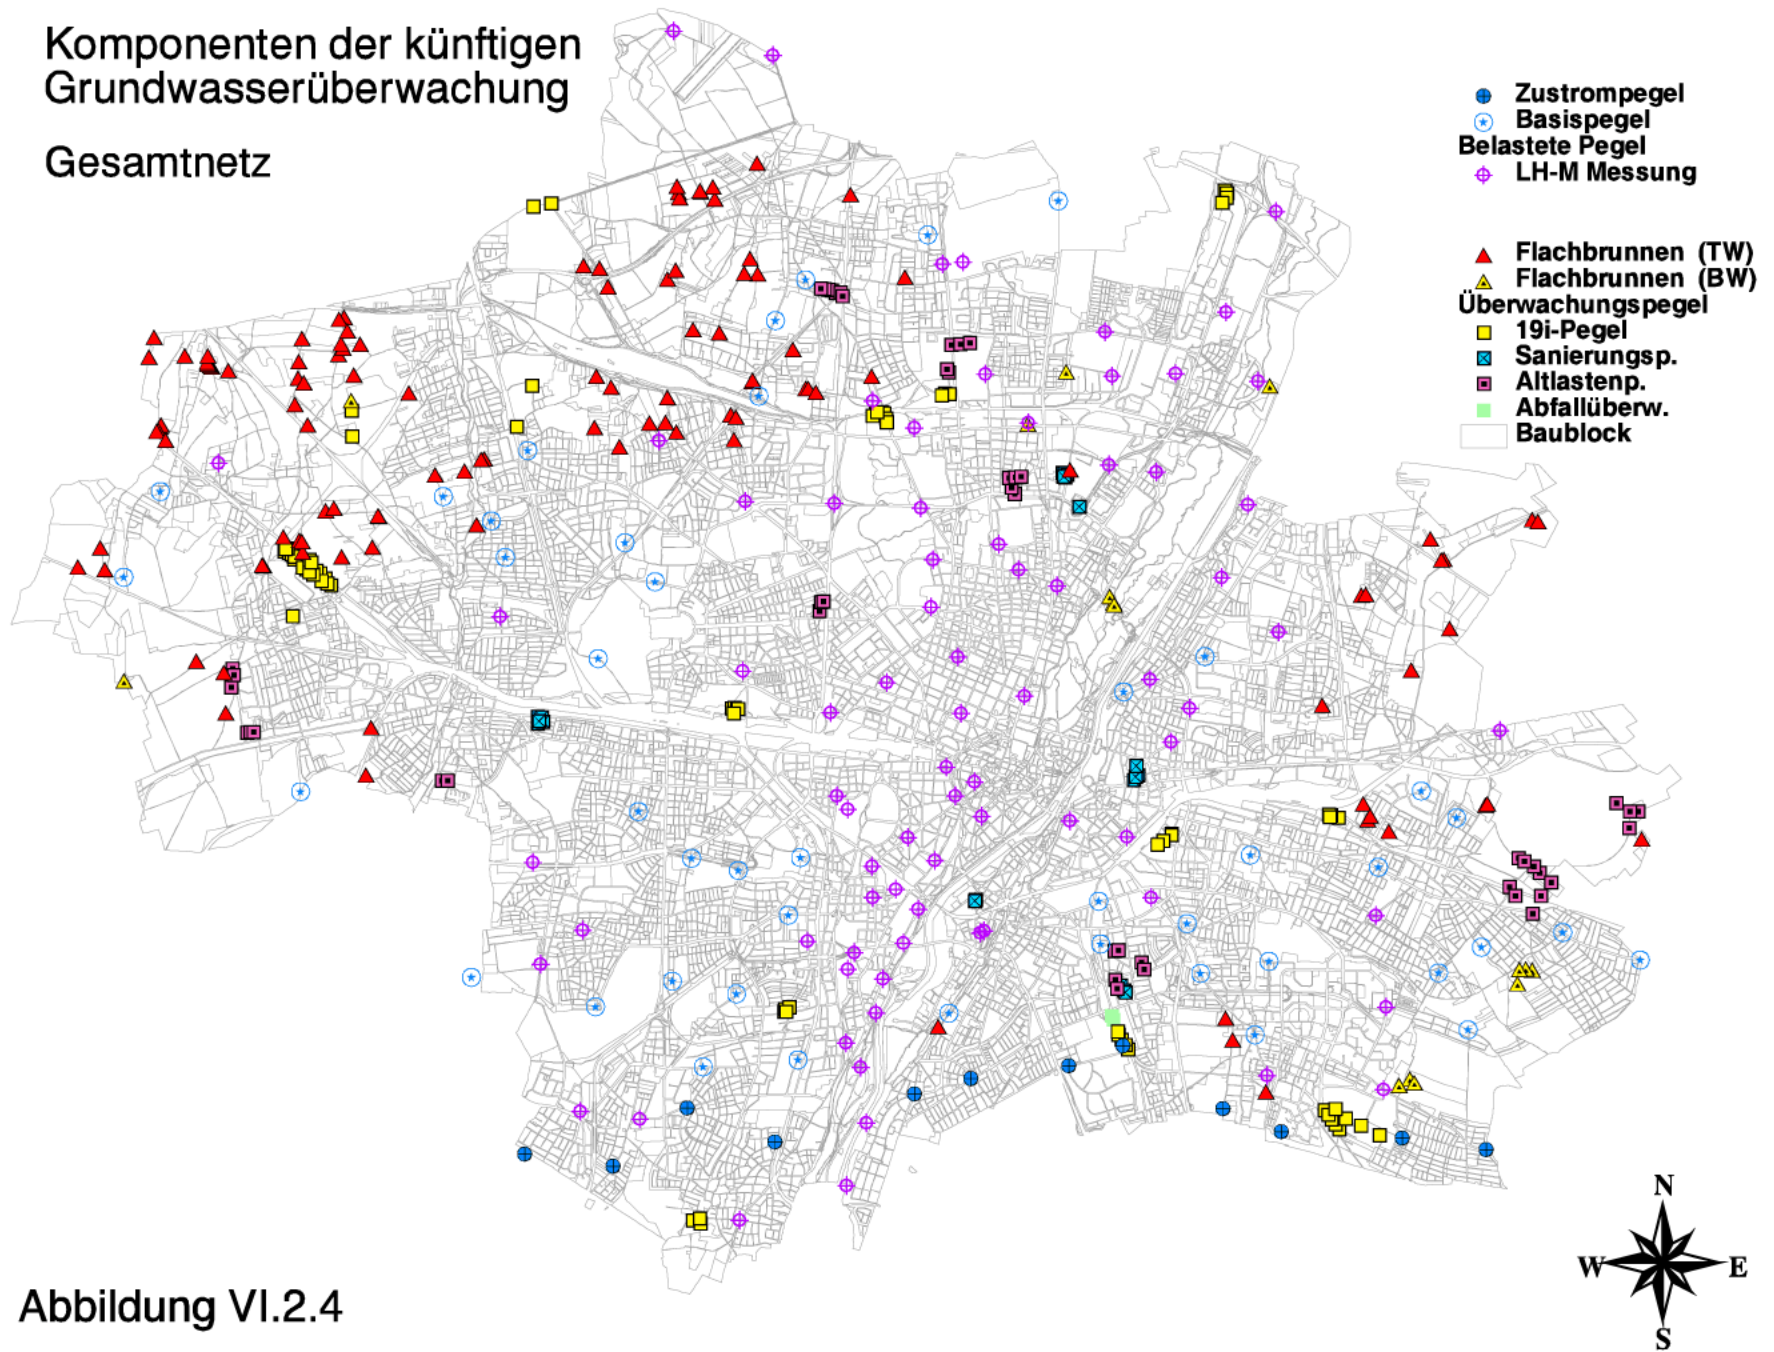 Komponenten der künftigen
Grundwasserüberwachung
Gesamtnetz
Zustrompegel
Basispegel
Belastete Pegel
LH-M Messung
Flachbrunnen (TW)
Flachbrunnen (BW)
Überwachungspegel
19i-Pegel
Sanierungsp.
Altlastenp.
Abfallüberw.
Baublock
N
W E
S
Abbildung VI.2.4